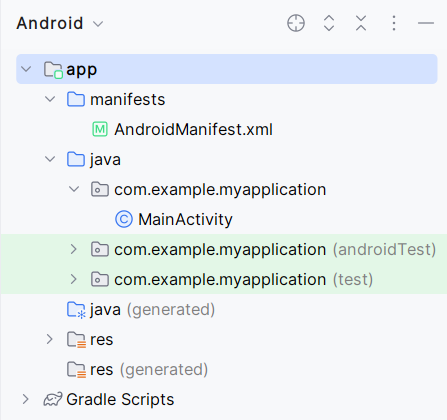 Android
app
manifests
AndroidManifest.xml
java
com.example.myapplication
MainActivity
com.example.myapplication (androidTest)
com.example.myapplication (test)
java (generated)
res
res (generated)
Gradle Scripts